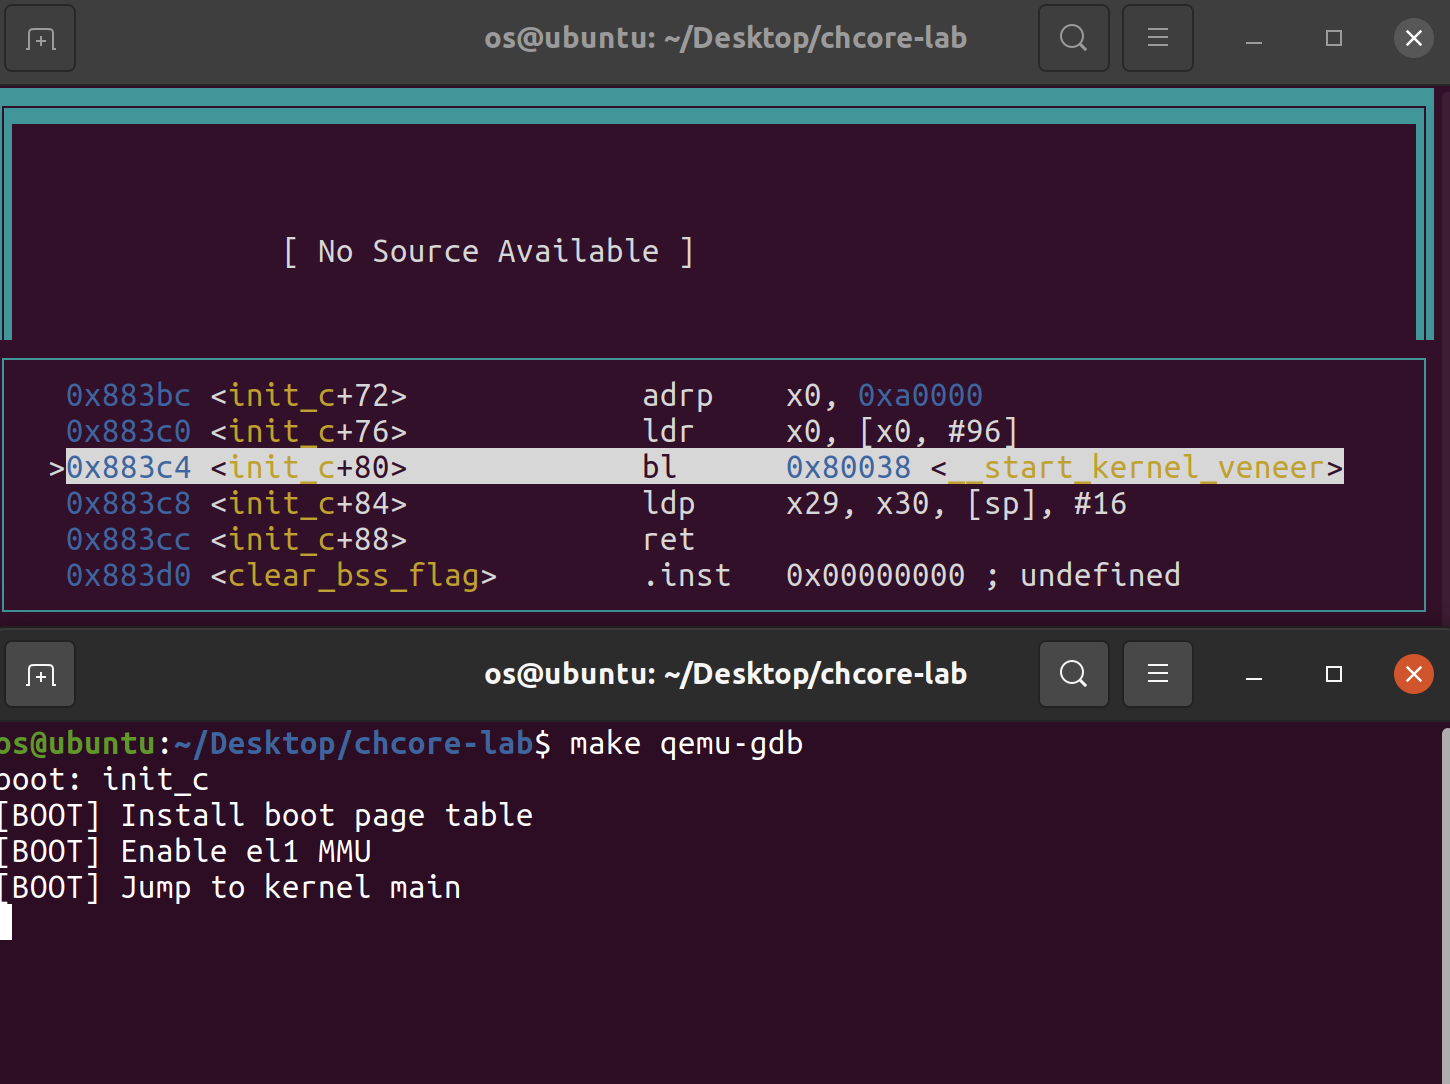 os@ubuntu: ~/Desktop/chcore-lab
[ No Source Available ]
0x883bc <init_c+72> adrp x0, 0xa0000
0x883c0 <init_c+76> ldr x0, [x0, #96]
>0x883c4 <init_c+80> bl 0x80038 <__start_kernel_veneer>
0x883c8 <init_c+84> ldp x29, x30, [sp], #16
0x883cc <init_c+88> ret
0x883d0 <clear_bss_flag> .inst 0x00000000 ; undefined
os@ubuntu: ~/Desktop/chcore-lab
os@ubuntu:~/Desktop/chcore-lab$ make qemu-gdb
boot: init_c
[BOOT] Install boot page table
[BOOT] Enable el1 MMU
[BOOT] Jump to kernel main